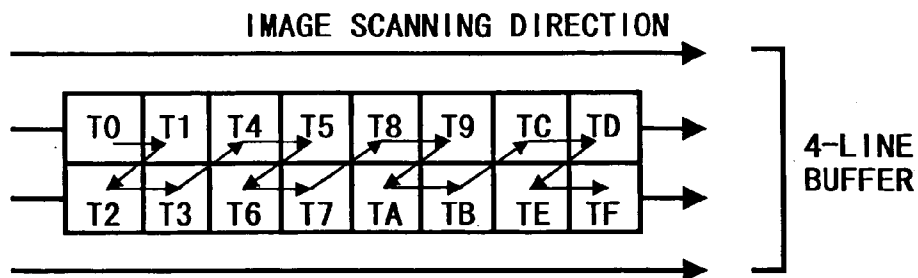 IMAGE SCANNING DIRECTION
T0 T1 T4 T5 T8 T9 TC TD
T2 T3 T6 T7 TA TB TE TF
4-LINE
BUFFER